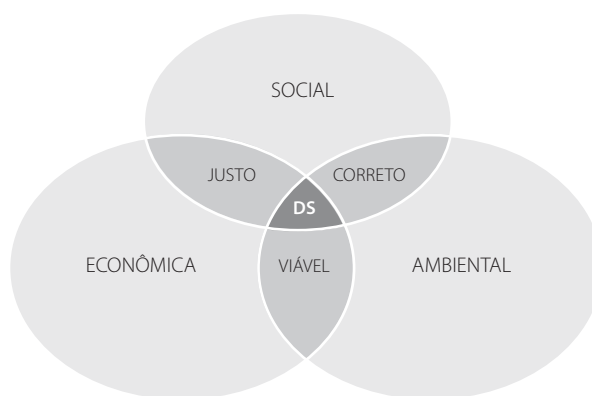 SOCIAL
JUSTO
CORRETO
DS
ECONÔMICA
VIÁVEL
AMBIENTAL